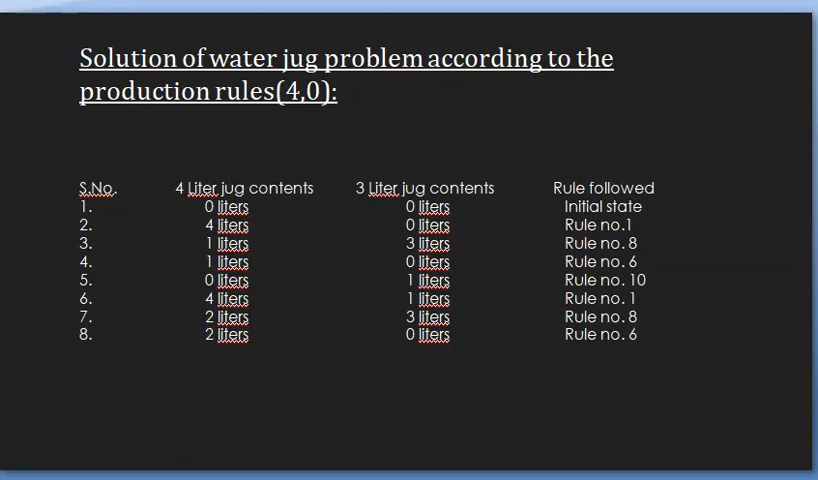 Solution of water jug problem according to the
production rules(4,0):
S.No. 4 Liter jug contents 3 Liter jug contents Rule followed
1. 0 liters 0 liters Initial state
2. 4 liters 0 liters Rule no.1
3. 1 liters 3 liters Rule no. 8
4. 1 liters 0 liters Rule no. 6
5. 0 liters 1 liters Rule no. 10
6. 4 liters 1 liters Rule no. 1
7. 2 liters 3 liters Rule no. 8
8. 2 liters 0 liters Rule no. 6